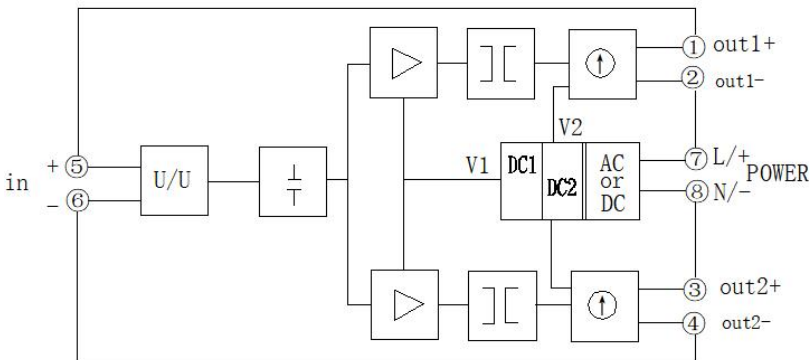 ① out1+
② out1-
V2
+ ⑤
in
- ⑥
U/U
V1
DC1
DC2
AC
or
DC
⑦ L/+
POWER
⑧ N/-
③ out2+
④ out2-